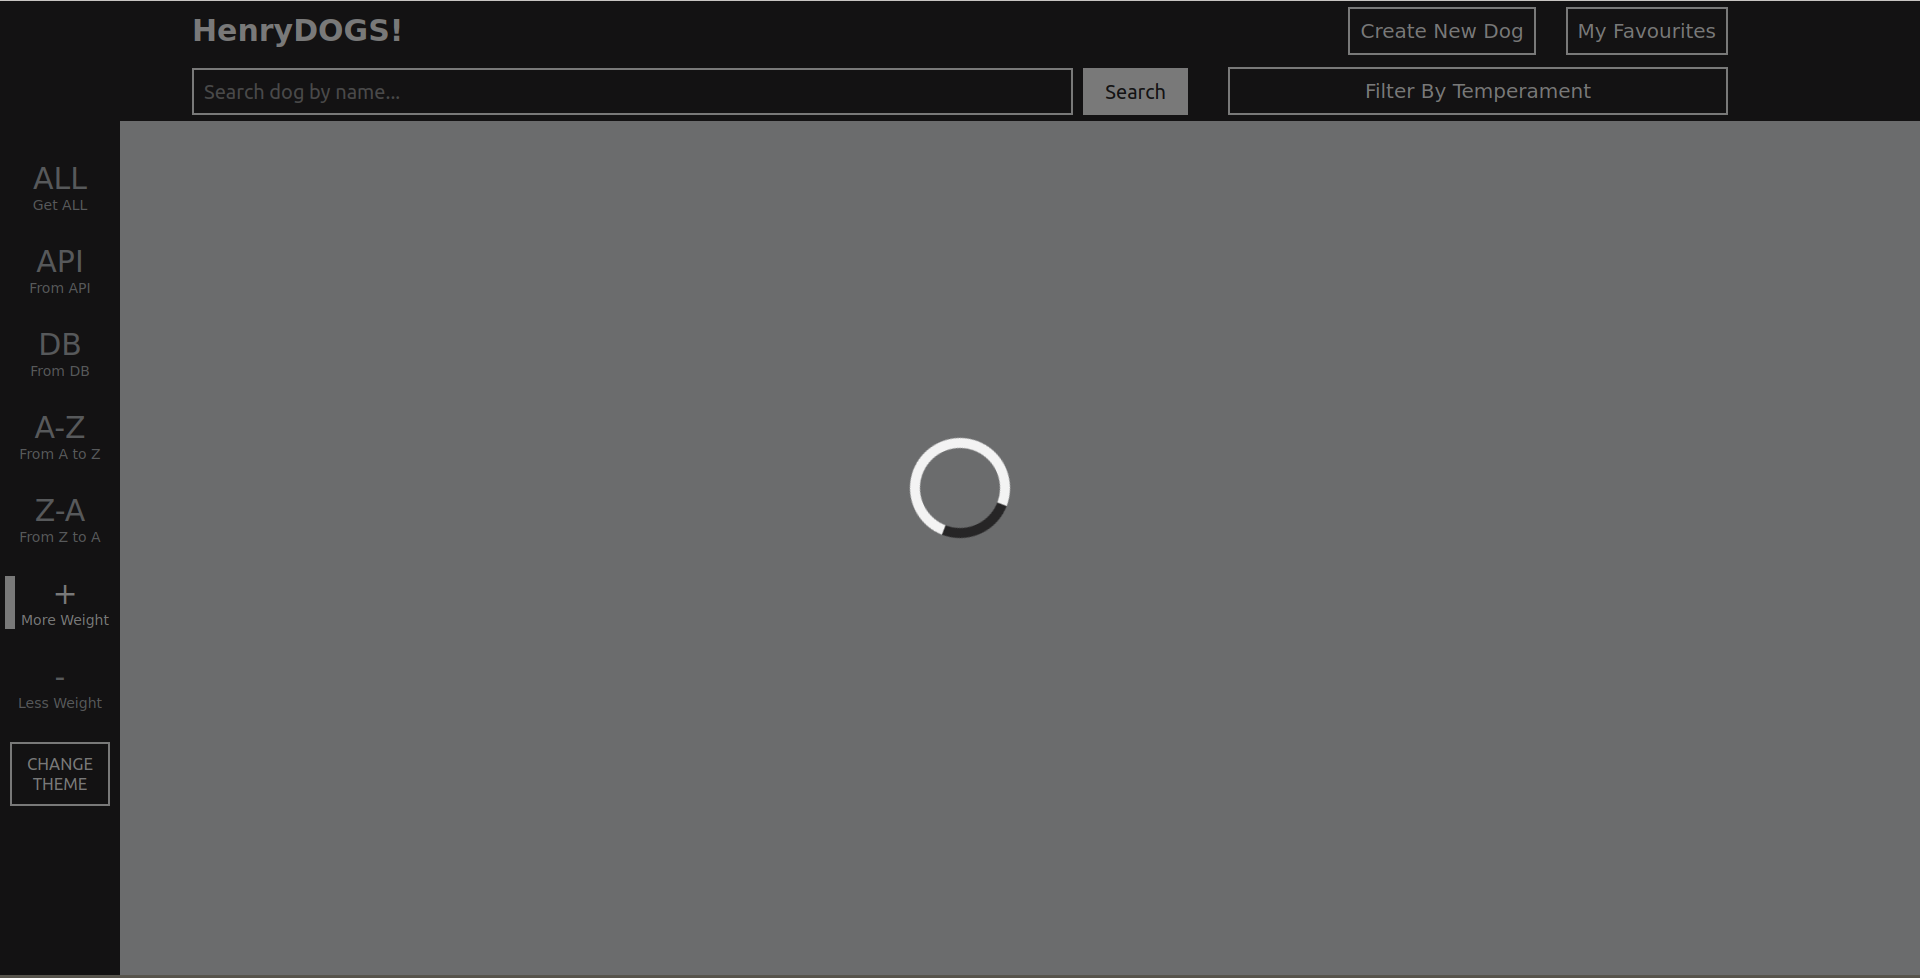 HenryDOGS!
Create New Dog
My Favourites
Search dog by name...
Search
Filter By Temperament
ALL
Get ALL
API
From API
DB
From DB
A-Z
From A to Z
Z-A
From Z to A
+
More Weight
-
Less Weight
CHANGE
THEME